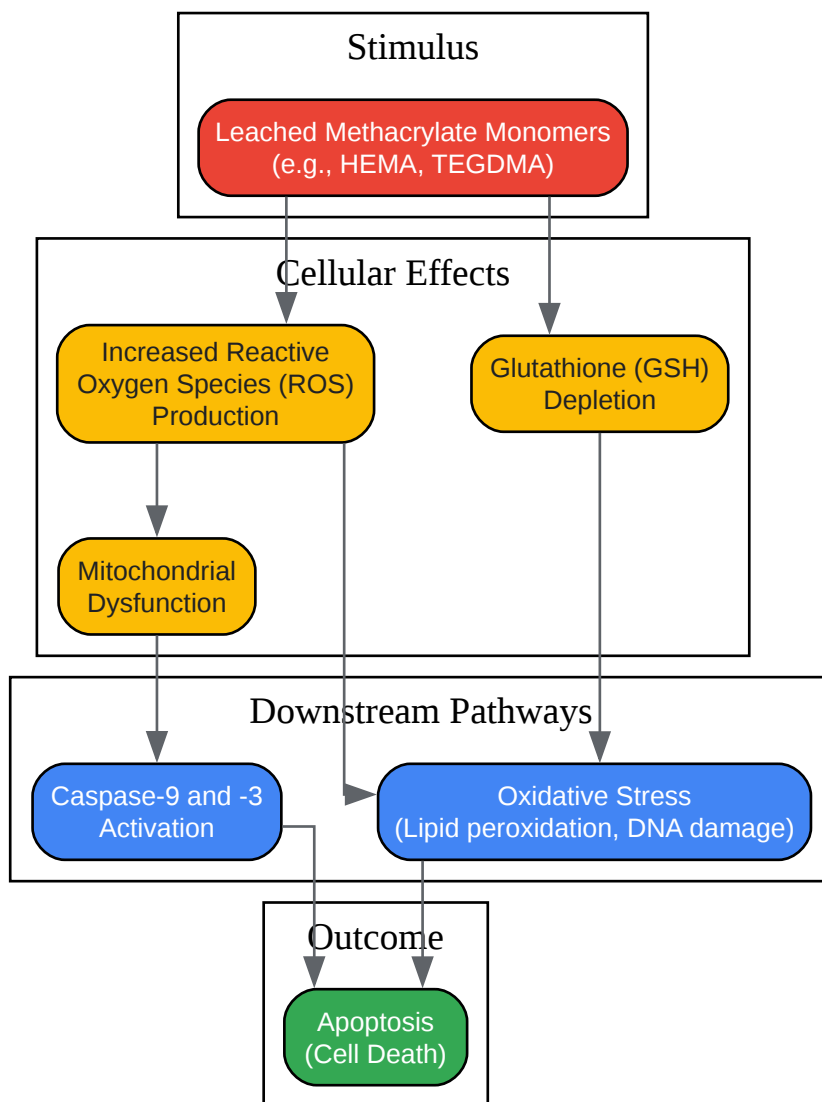 Stimulus
Leached Methacrylate Monomers
(e.g., HEMA, TEGDMA)
Cellular Effects
Increased Reactive
Oxygen Species (ROS)
Production
Glutathione (GSH)
Depletion
Mitochondrial
Dysfunction
Downstream Pathways
Caspase-9 and -3
Activation
Oxidative Stress
(Lipid peroxidation, DNA damage)
Outcome
Apoptosis
(Cell Death)